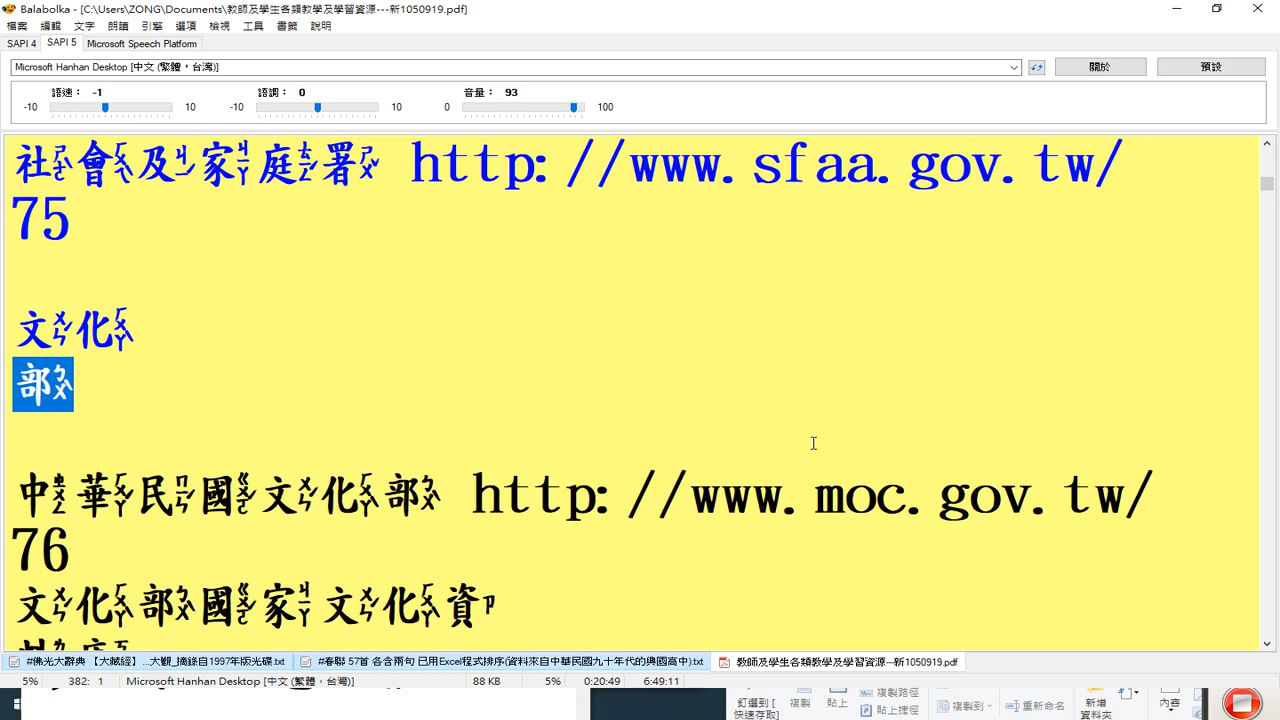 Balabolka - [C:\Users\ZONG\Documents\教師及學生各類教學及學習資源---新1050919.pdf]
檔案 編輯 文字 朗讀 引擎 選項 檢視 工具 書籤 說明
SAPI 4 SAPI 5 Microsoft Speech Platform
Microsoft Hanhan Desktop [中文 (繁體，台灣)] 關於 預設
語速： -1 語調： 0 音量： 93
-10 10 -10 10 0 100
社會及家庭署 http://www.sfaa.gov.tw/
75
文化
部
中華民國文化部 http://www.moc.gov.tw/
76
文化部國家文化資
#佛光大辭典 【大藏經】...大觀_摘錄自1997年版光碟.txt #春聯 57首 各含兩句 已用Excel程式排序(資料來自中華民國九十年代的興國高中).txt 教師及學生各類教學及學習資源---新1050919.pdf
5% 382: 1 Microsoft Hanhan Desktop [中文 (繁體，台灣)] 88 KB 5% 0:20:49 6:49:11
釘選到 [ 複製 貼上 複製路徑 新增 內容
快速存取] 貼上捷徑 複製到 重新命名 資料夾